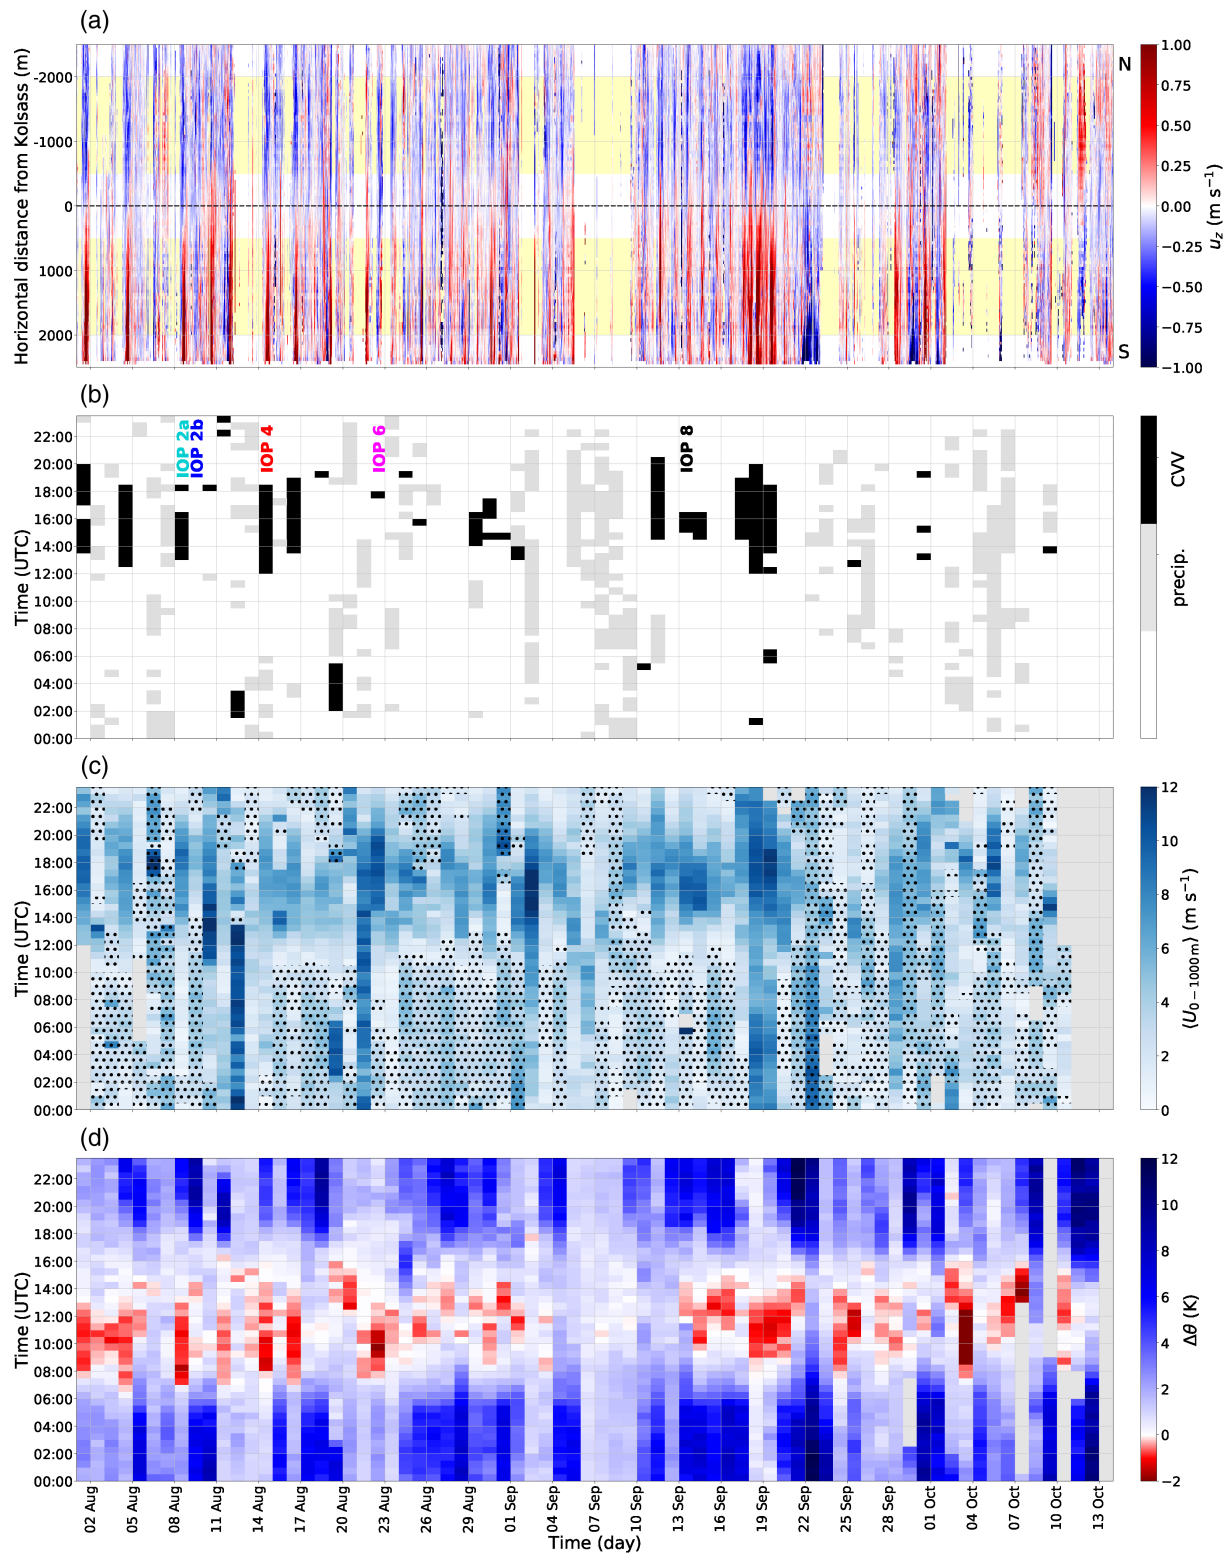 (a)
Horizontal distance from Kolsass (m)
-2000
-1000
0
1000
2000
N
S
1.00
0.75
0.50
0.25
0.00
−0.25
−0.50
−0.75
−1.00
u_z (m s⁻¹)
(b)
Time (UTC)
22:00
20:00
18:00
16:00
14:00
12:00
10:00
08:00
06:00
04:00
02:00
00:00
IOP 2a
IOP 2b
IOP 4
IOP 6
IOP 8
CVV
precip.
(c)
Time (UTC)
22:00
20:00
18:00
16:00
14:00
12:00
10:00
08:00
06:00
04:00
02:00
00:00
12
10
8
6
4
2
0
⟨U₀₋₁₀₀₀ ₘ⟩ (m s⁻¹)
(d)
Time (UTC)
22:00
20:00
18:00
16:00
14:00
12:00
10:00
08:00
06:00
04:00
02:00
00:00
12
10
8
6
4
2
0
−1
−2
Δθ (K)
02 Aug
05 Aug
08 Aug
11 Aug
14 Aug
17 Aug
20 Aug
23 Aug
26 Aug
29 Aug
01 Sep
04 Sep
07 Sep
10 Sep
13 Sep
16 Sep
19 Sep
22 Sep
25 Sep
28 Sep
01 Oct
04 Oct
07 Oct
10 Oct
13 Oct
Time (day)